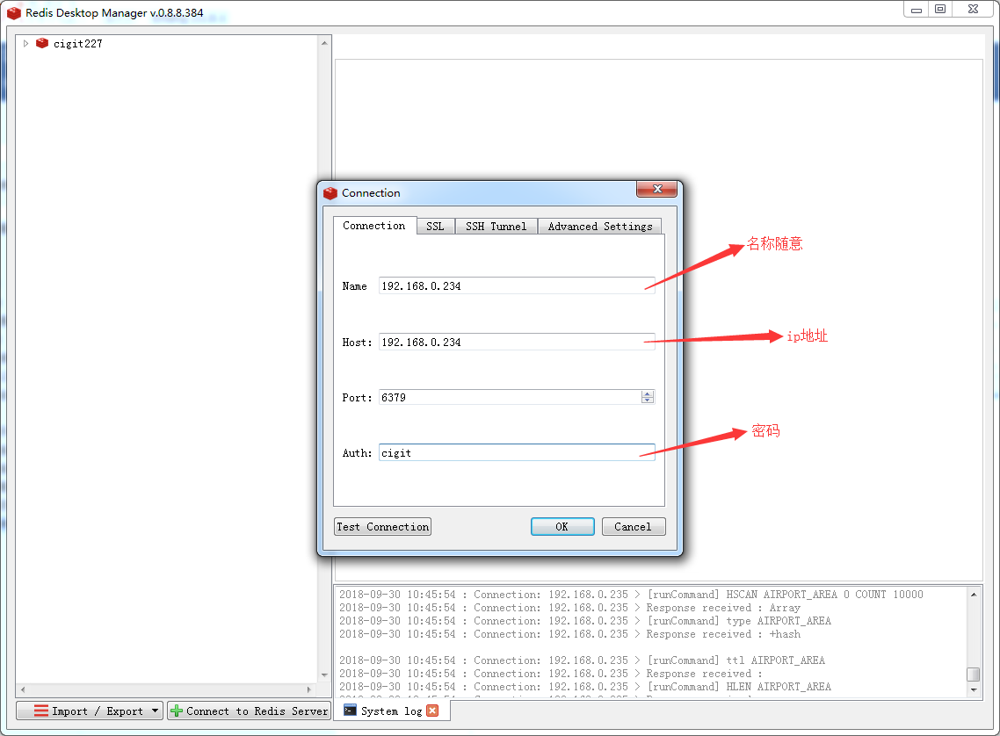 Redis Desktop Manager v.0.8.8.384
cigit227
Connection
Connection SSL SSH Tunnel Advanced Settings
名称随意
Name 192.168.0.234
ip地址
Host: 192.168.0.234
Port: 6379
密码
Auth: cigit
Test Connection OK Cancel
2018-09-30 10:45:54 : Connection: 192.168.0.235 > [runCommand] HSCAN AIRPORT_AREA 0 COUNT 10000
2018-09-30 10:45:54 : Connection: 192.168.0.235 > Response received : Array
2018-09-30 10:45:54 : Connection: 192.168.0.235 > [runCommand] type AIRPORT_AREA
2018-09-30 10:45:54 : Connection: 192.168.0.235 > Response received : +hash
2018-09-30 10:45:54 : Connection: 192.168.0.235 > [runCommand] ttl AIRPORT_AREA
2018-09-30 10:45:54 : Connection: 192.168.0.235 > Response received :
2018-09-30 10:45:54 : Connection: 192.168.0.235 > [runCommand] HLEN AIRPORT_AREA
Import / Export Connect to Redis Server System log